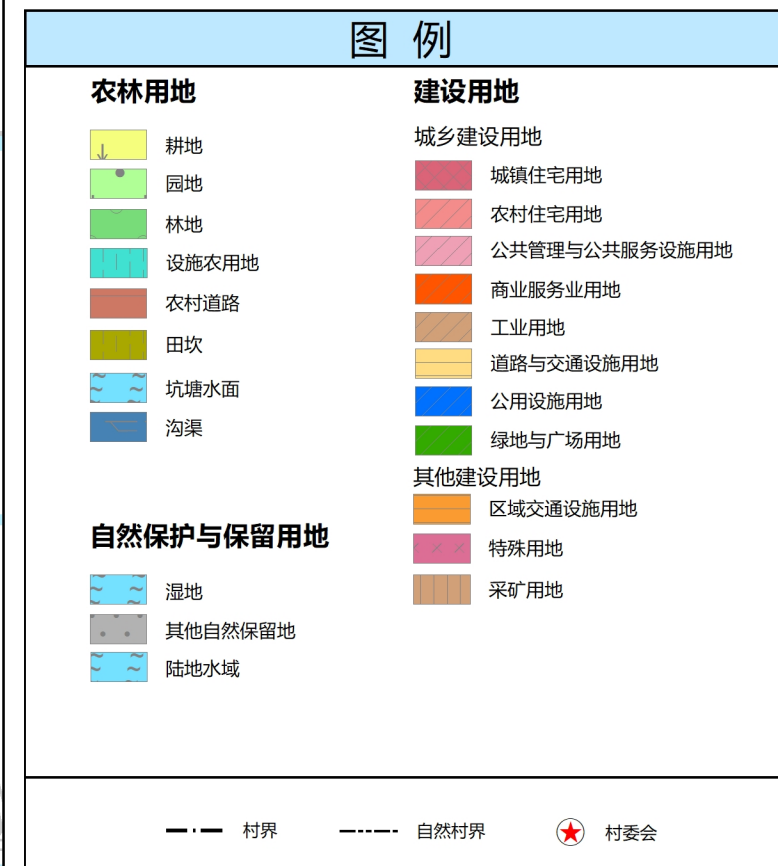 图 例
农林用地
耕地
园地
林地
设施农用地
农村道路
田坎
坑塘水面
沟渠
自然保护与保留用地
湿地
其他自然保留地
陆地水域
建设用地
城乡建设用地
城镇住宅用地
农村住宅用地
公共管理与公共服务设施用地
商业服务业用地
工业用地
道路与交通设施用地
公用设施用地
绿地与广场用地
其他建设用地
区域交通设施用地
特殊用地
采矿用地
村界
自然村界
村委会